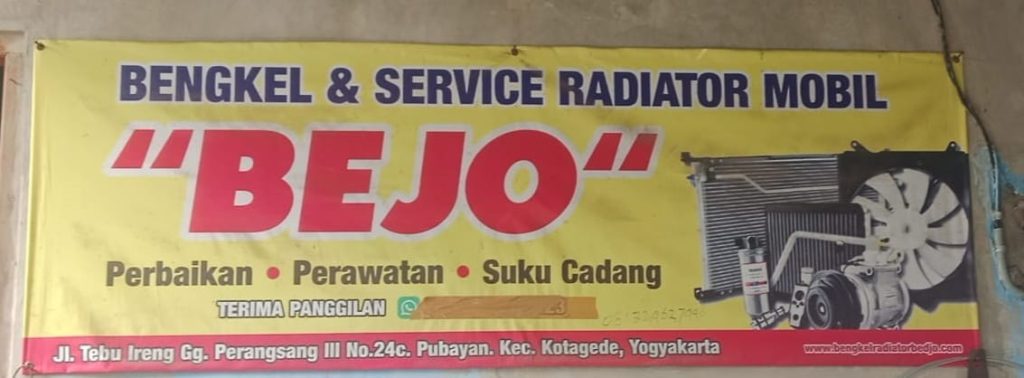 BENGKEL & SERVICE RADIATOR MOBIL
"BEJO"
Perbaikan • Perawatan • Suku Cadang
TERIMA PANGGILAN
Jl. Tebu Ireng Gg. Perangsang III No.24c. Pubayan. Kec. Kotagede, Yogyakarta
www.bengkelradiatorbedjo.com